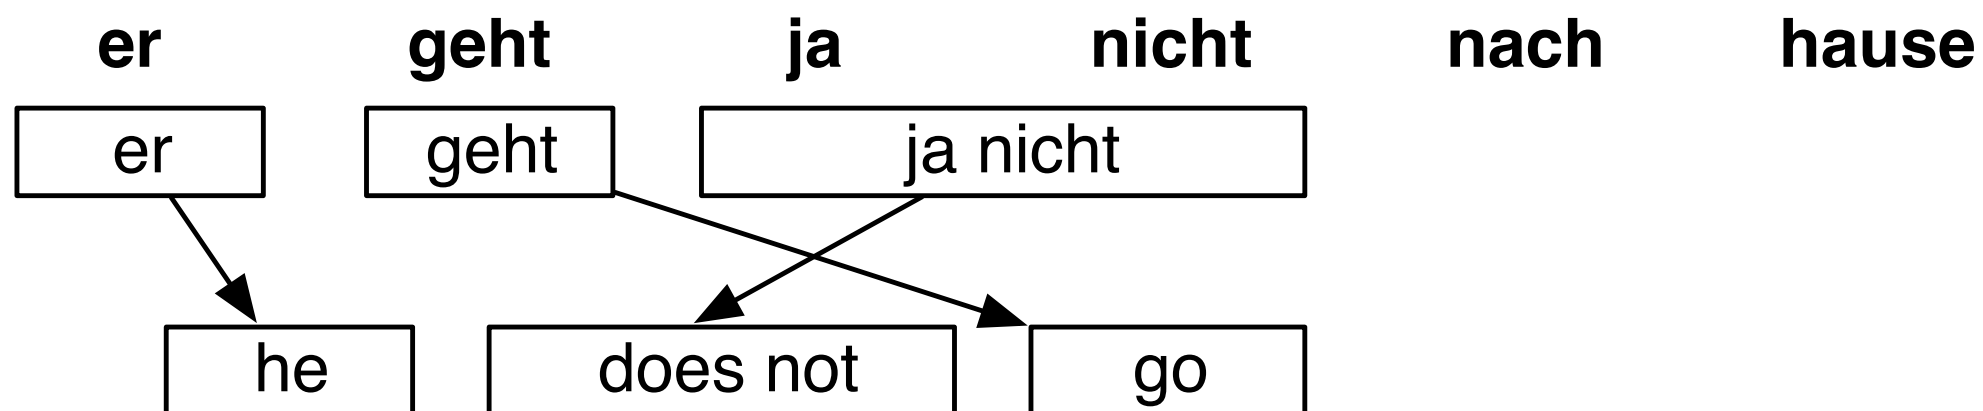 er geht ja nicht nach hause
er geht ja nicht
he does not go